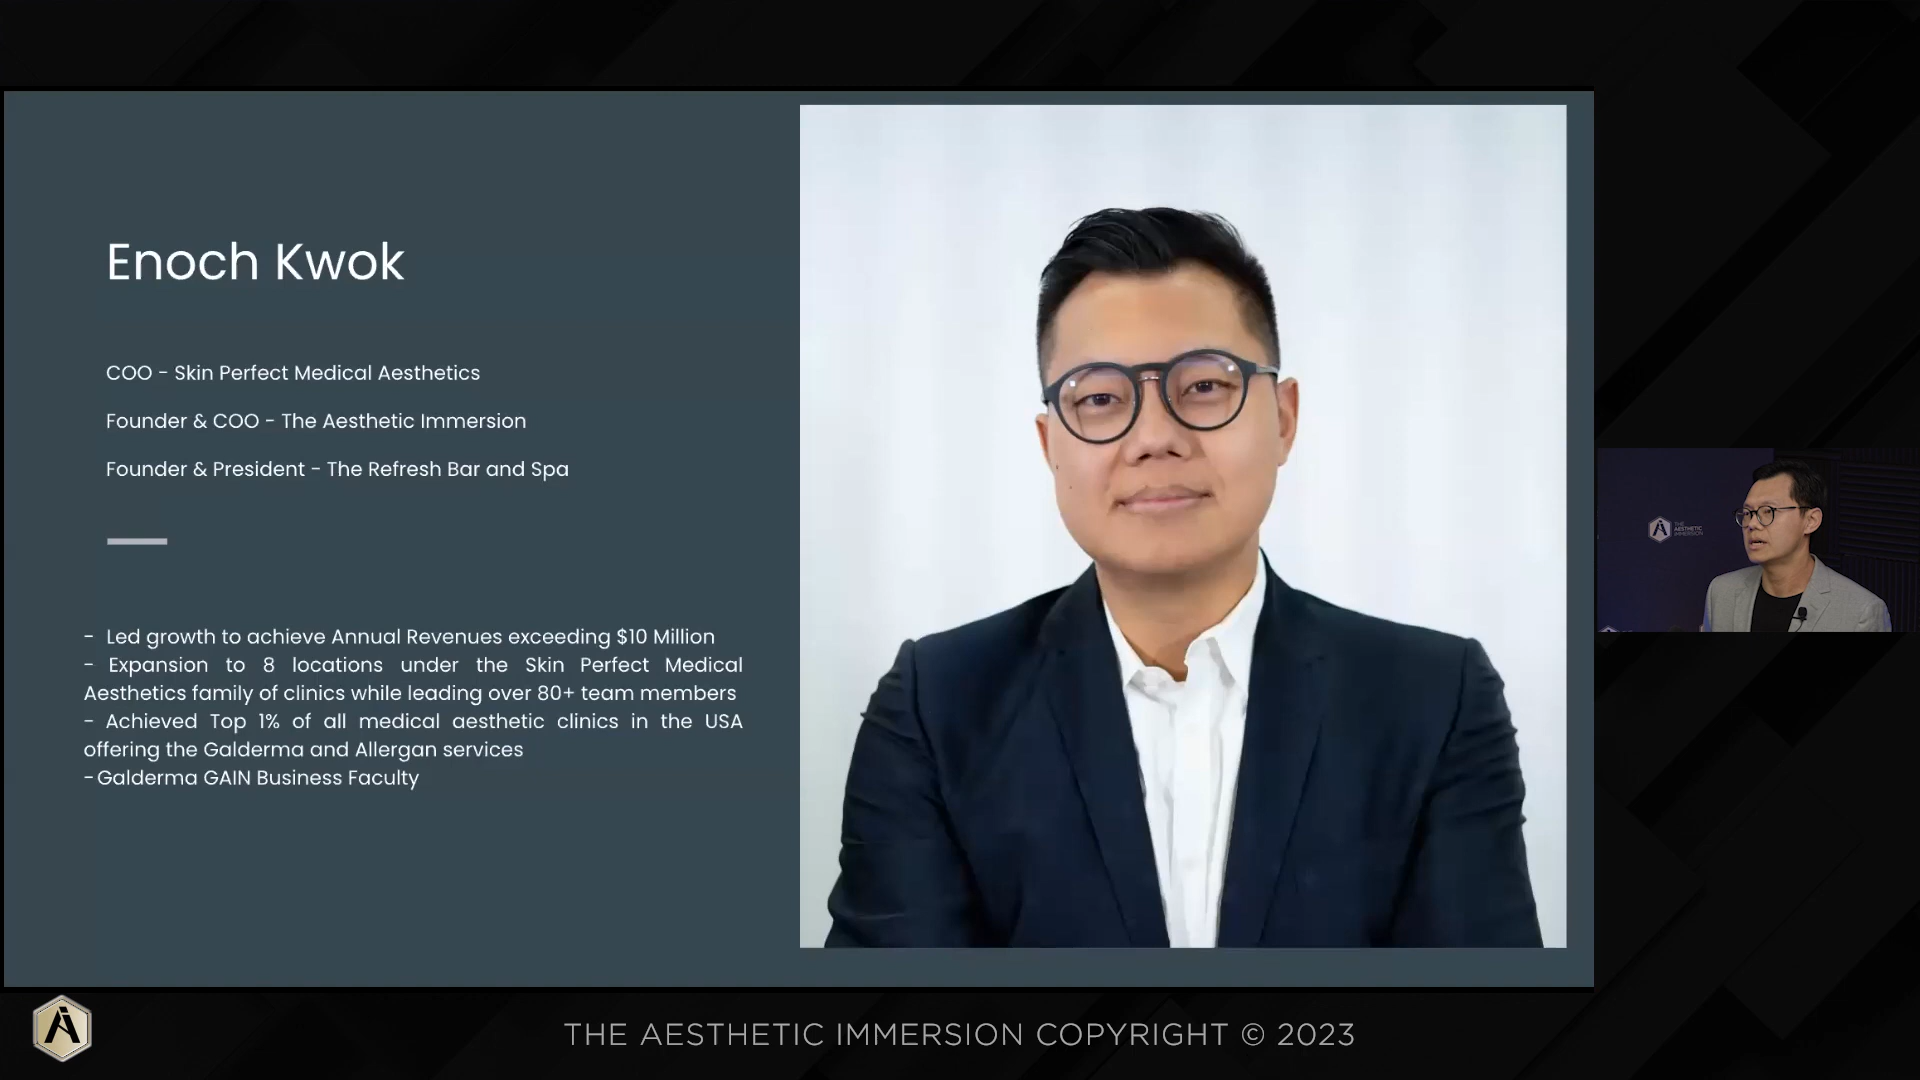 Enoch Kwok
COO - Skin Perfect Medical Aesthetics
Founder & COO - The Aesthetic Immersion
Founder & President - The Refresh Bar and Spa
- Led growth to achieve Annual Revenues exceeding $10 Million
- Expansion to 8 locations under the Skin Perfect Medical
Aesthetics family of clinics while leading over 80+ team members
- Achieved Top 1% of all medical aesthetic clinics in the USA
offering the Galderma and Allergan services
- Galderma GAIN Business Faculty
THE
AESTHETIC
IMMERSION
THE AESTHETIC IMMERSION COPYRIGHT © 2023